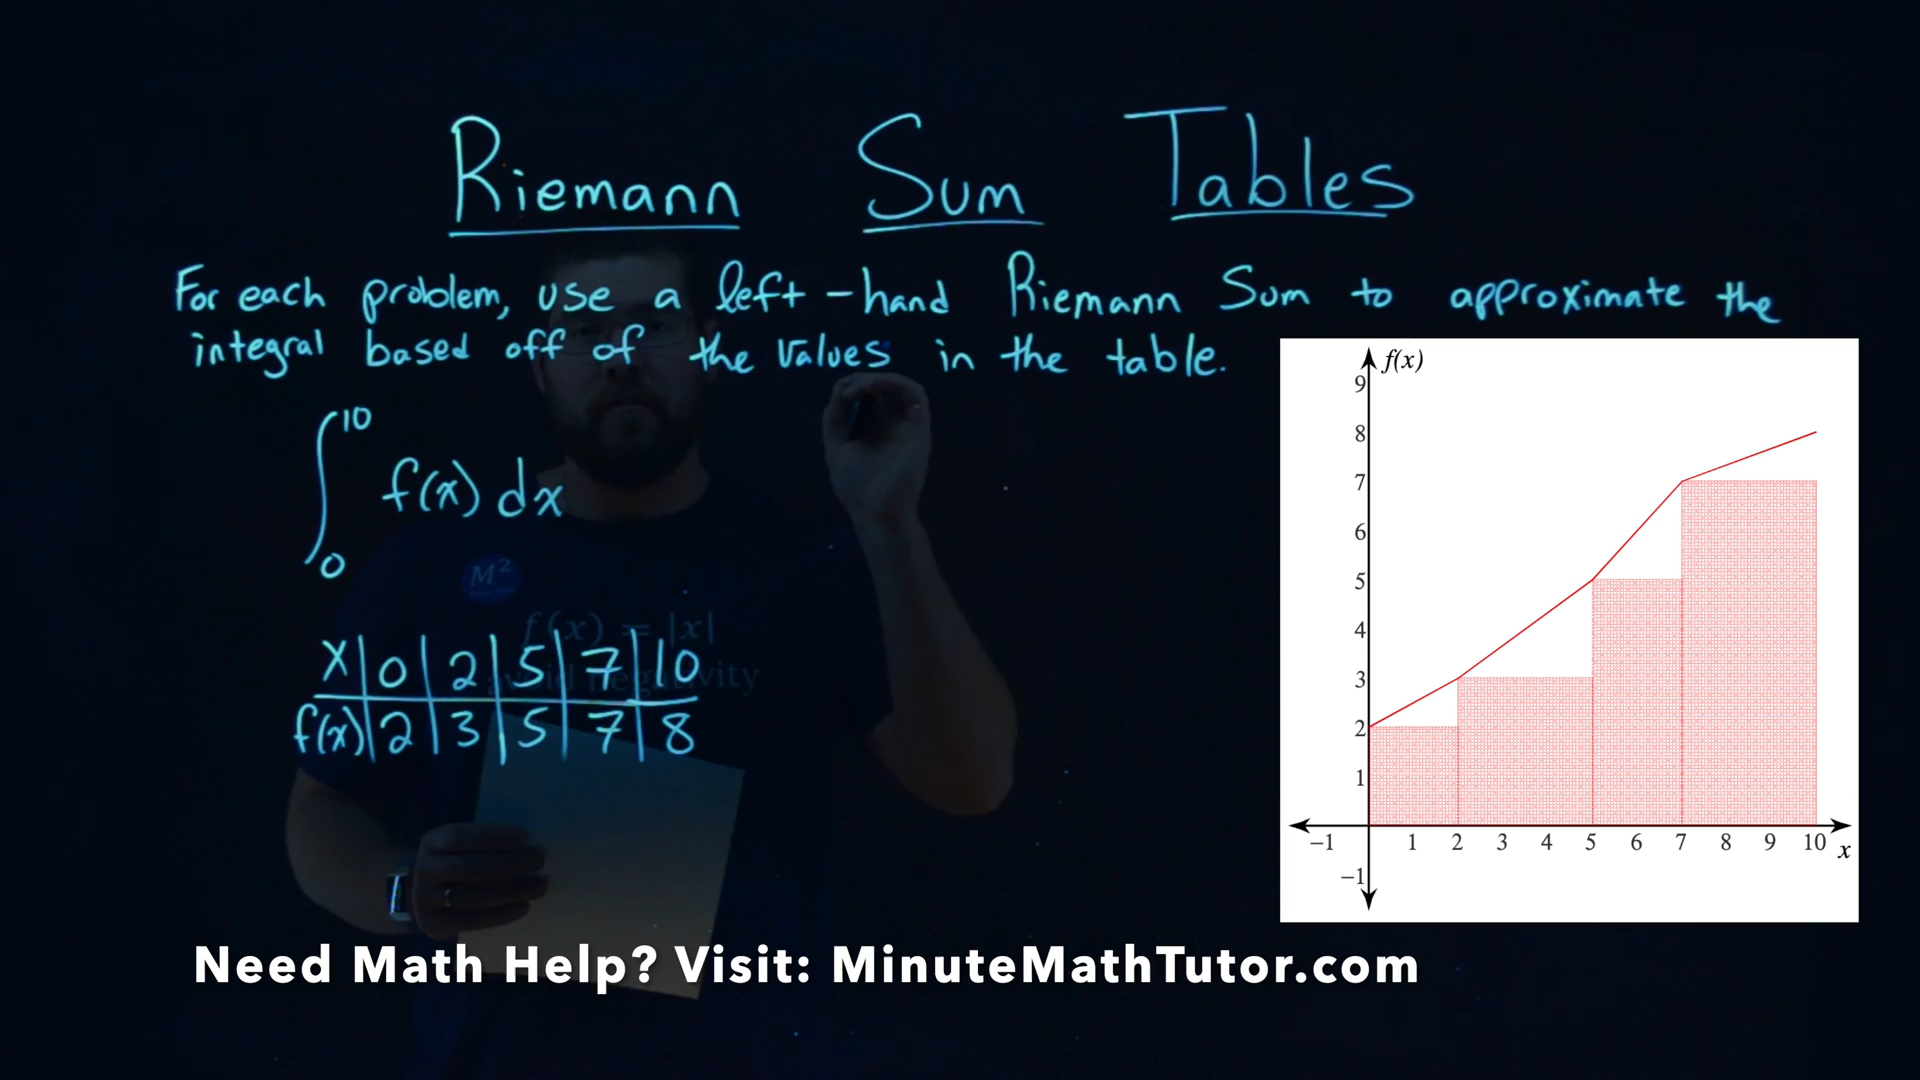 Riemann Sum Tables
For each problem, use a left-hand Riemann Sum to approximate the
integral based off of the values in the table.
∫₀¹⁰ f(x) dx
x | 0 | 2 | 5 | 7 | 10
f(x) | 2 | 3 | 5 | 7 | 8
M²
f(x) = |x|
avoid negativity
f(x)
9
8
7
6
5
4
3
2
1
−1 1 2 3 4 5 6 7 8 9 10 x
−1
Need Math Help? Visit: MinuteMathTutor.com